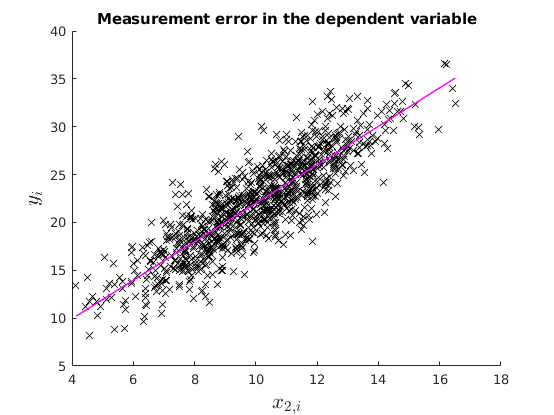 Measurement error in the dependent variable
40
35
30
25
20
15
10
5
y_i
4 6 8 10 12 14 16 18
x_{2,i}